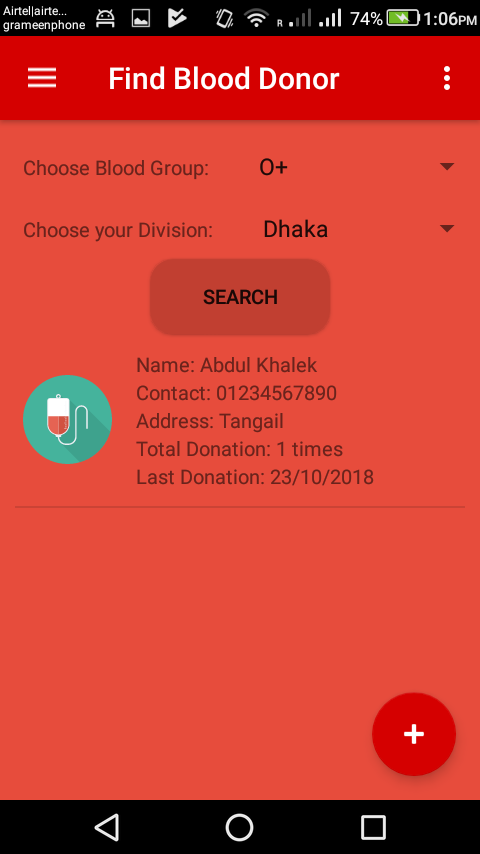 Airtel|airte...
grameenphone
R
74%
1:06PM
Find Blood Donor
Choose Blood Group: O+
Choose your Division: Dhaka
SEARCH
Name: Abdul Khalek
Contact: 01234567890
Address: Tangail
Total Donation: 1 times
Last Donation: 23/10/2018
+